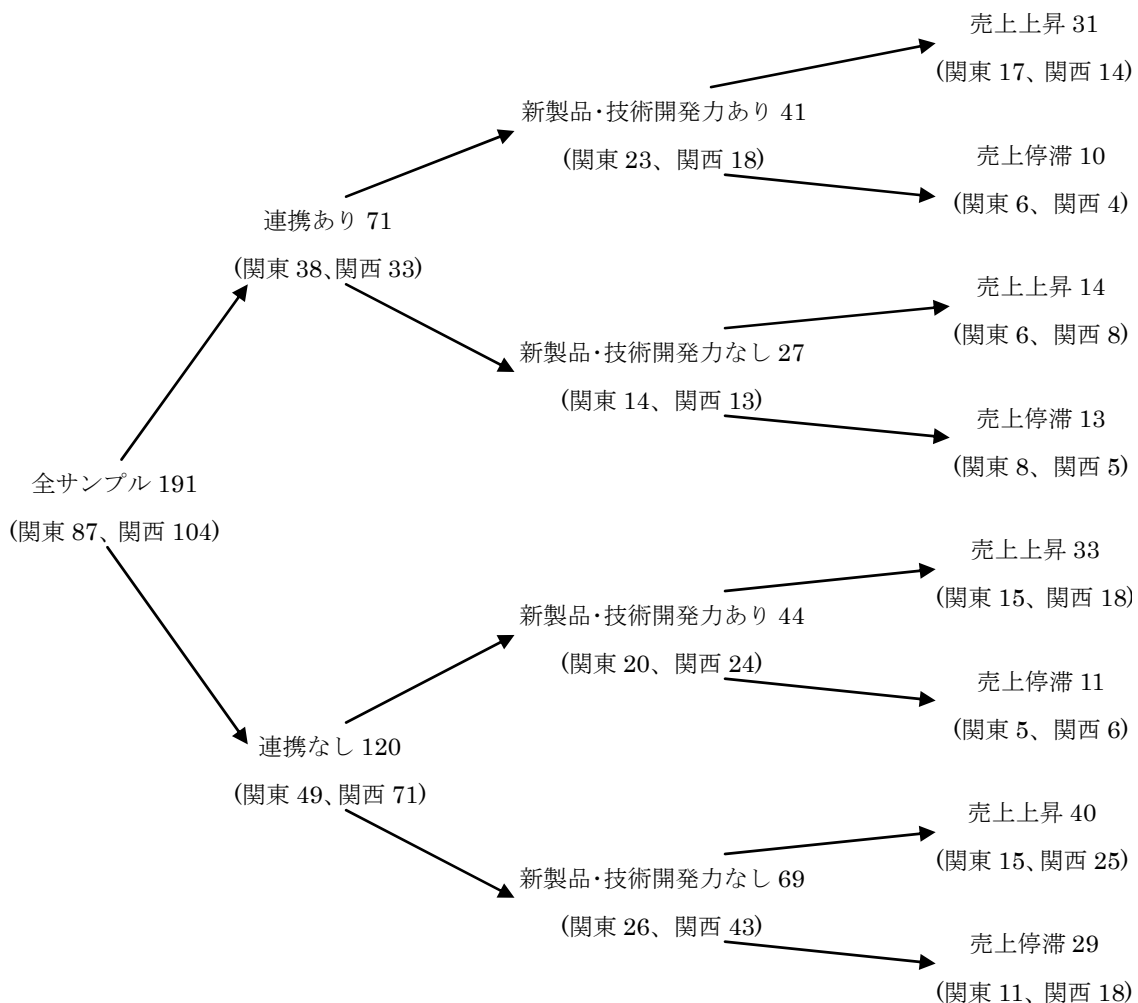 売上上昇 31
(関東 17、関西 14)
新製品・技術開発力あり 41
(関東 23、関西 18)
売上停滞 10
(関東 6、関西 4)
連携あり 71
(関東 38、関西 33)
売上上昇 14
(関東 6、関西 8)
新製品・技術開発力なし 27
(関東 14、関西 13)
売上停滞 13
(関東 8、関西 5)
全サンプル 191
(関東 87、関西 104)
売上上昇 33
(関東 15、関西 18)
新製品・技術開発力あり 44
(関東 20、関西 24)
売上停滞 11
(関東 5、関西 6)
連携なし 120
(関東 49、関西 71)
売上上昇 40
(関東 15、関西 25)
新製品・技術開発力なし 69
(関東 26、関西 43)
売上停滞 29
(関東 11、関西 18)